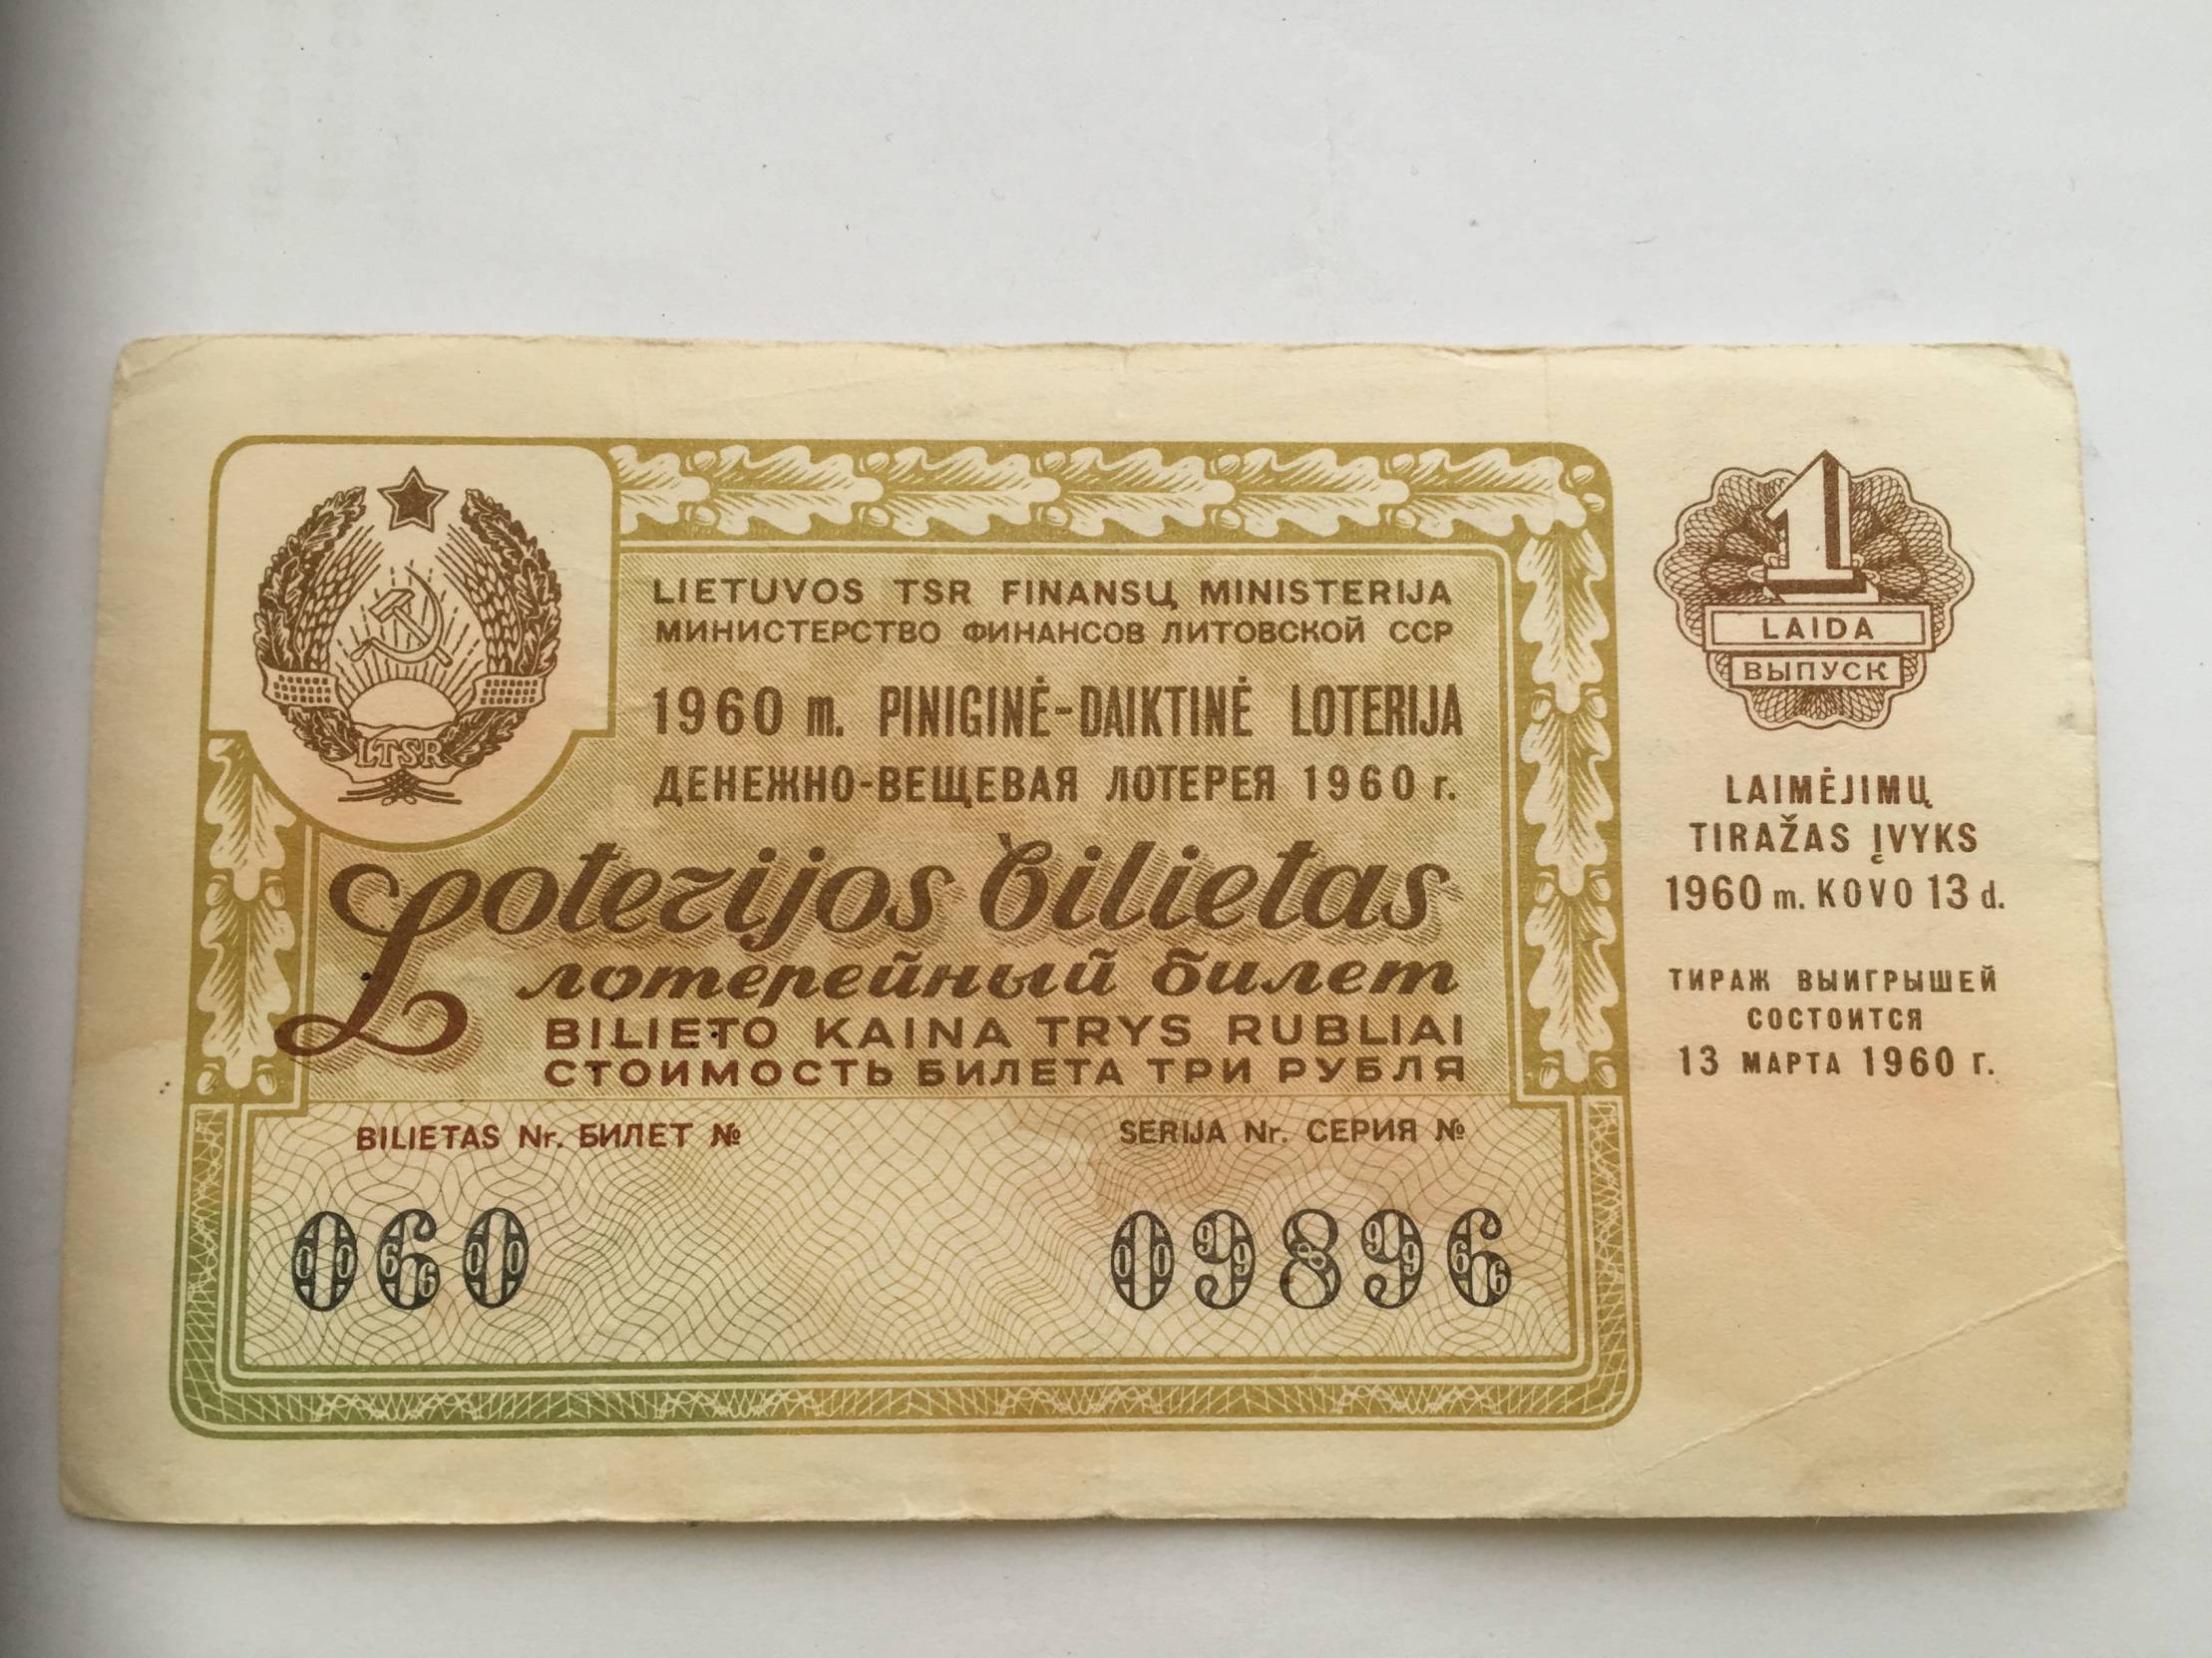 LTSR
LIETUVOS TSR FINANSŲ MINISTERIJA
МИНИСТЕРСТВО ФИНАНСОВ ЛИТОВСКОЙ ССР
1960 m. PINIGINĖ-DAIKTINĖ LOTERIJA
ДЕНЕЖНО-ВЕЩЕВАЯ ЛОТЕРЕЯ 1960 г.
Loterijos bilietas
лотерейный билет
BILIETO KAINA TRYS RUBLIAI
СТОИМОСТЬ БИЛЕТА ТРИ РУБЛЯ
BILIETAS Nr. БИЛЕТ №
SERIJA Nr. СЕРИЯ №
060
09896
1
LAIDA
ВЫПУСК
LAIMĖJIMŲ
TIRAŽAS ĮVYKS
1960 m. KOVO 13 d.
ТИРАЖ ВЫИГРЫШЕЙ
СОСТОИТСЯ
13 МАРТА 1960 г.